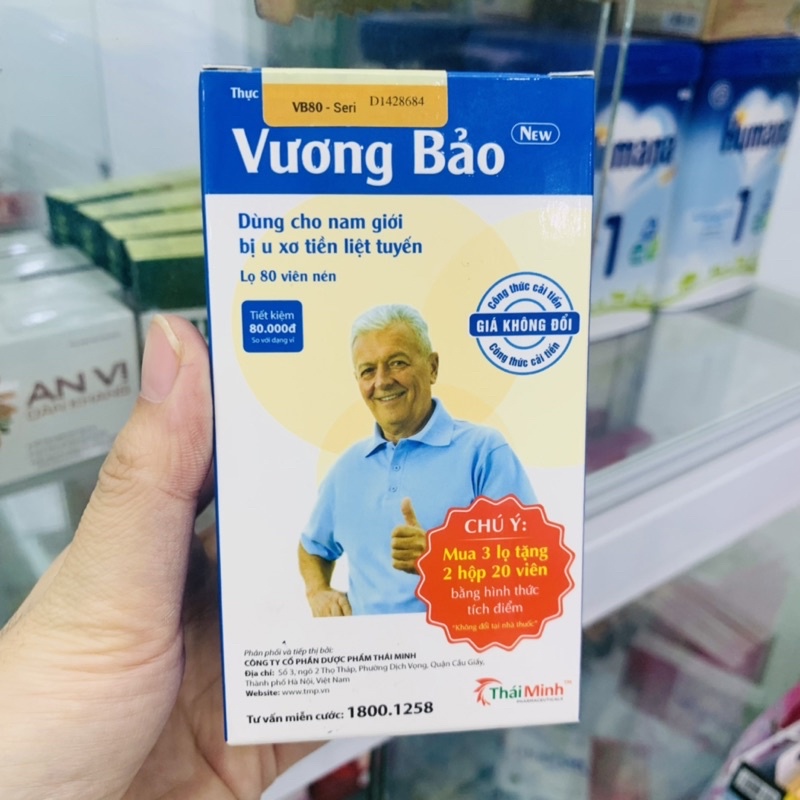 Thực
VB80 - Seri D1428684
Vương Bảo NEW
Dùng cho nam giới
bị u xơ tiền liệt tuyến
Lọ 80 viên nén
Tiết kiệm
80.000đ
So với dạng vỉ
Công thức cải tiến
GIÁ KHÔNG ĐỔI
Công thức cải tiến
CHÚ Ý:
Mua 3 lọ tặng
2 hộp 20 viên
bằng hình thức
tích điểm
"Không đổi tại nhà thuốc"
Phân phối và tiếp thị bởi:
CÔNG TY CỔ PHẦN DƯỢC PHẨM THÁI MINH
Địa chỉ: Số 3, ngõ 2 Thọ Tháp, Phường Dịch Vọng, Quận Cầu Giấy,
Thành phố Hà Nội, Việt Nam
Website: www.tmp.vn
Tư vấn miễn cước: 1800.1258
Thái Minh
AN VI
mana
1
Humana
1